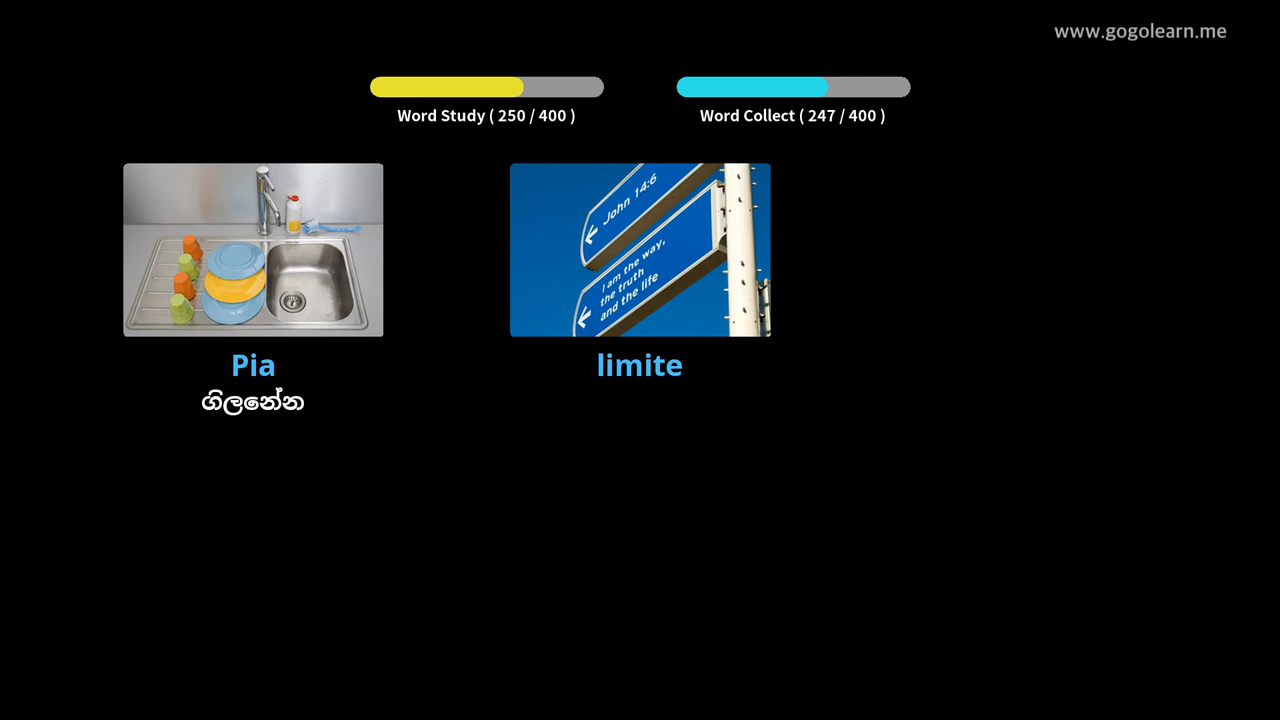 www.gogolearn.me
Word Study ( 250 / 400 )
Word Collect ( 247 / 400 )
John 14:6
I am the way,
the truth
and the life
Pia
limite
ගිලනේන